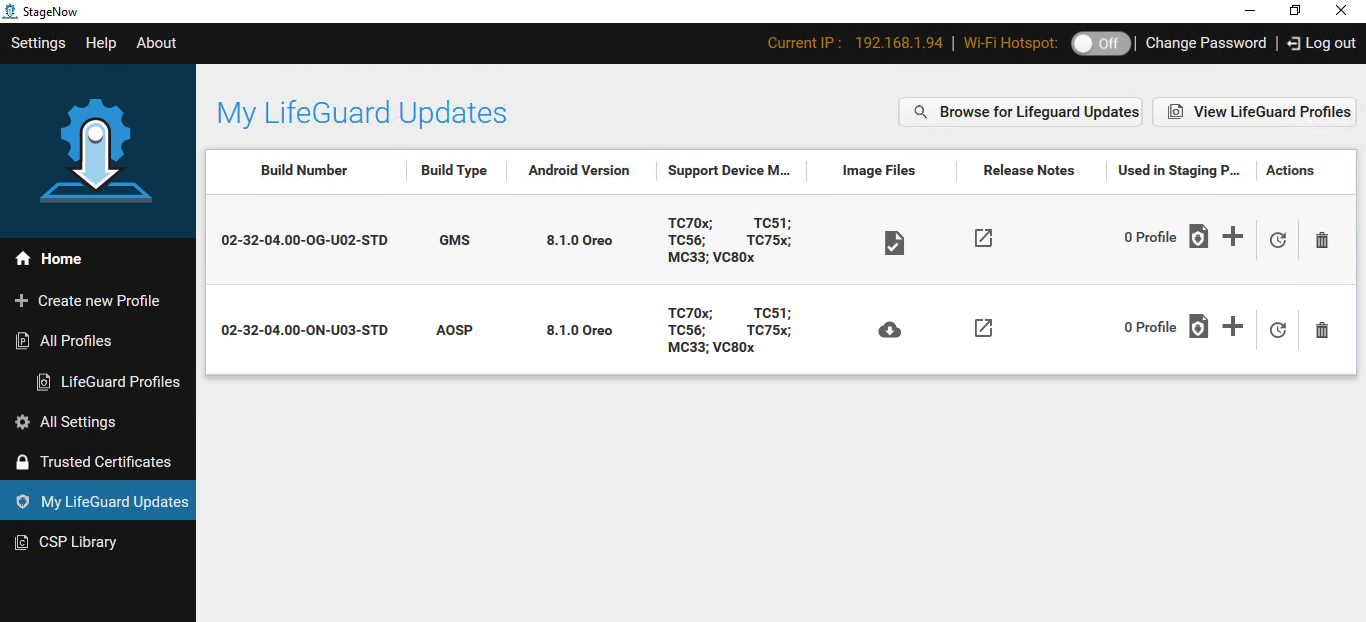 StageNow
Settings Help About Current IP : 192.168.1.94 | Wi-Fi Hotspot: Off | Change Password | Log out
My LifeGuard Updates
Browse for Lifeguard Updates
View LifeGuard Profiles
Build Number Build Type Android Version Support Device M... Image Files Release Notes Used in Staging P... Actions
02-32-04.00-OG-U02-STD GMS 8.1.0 Oreo
TC70x; TC51;
TC56; TC75x;
MC33; VC80x
0 Profile
02-32-04.00-ON-U03-STD AOSP 8.1.0 Oreo
TC70x; TC51;
TC56; TC75x;
MC33; VC80x
0 Profile
Home
Create new Profile
All Profiles
LifeGuard Profiles
All Settings
Trusted Certificates
My LifeGuard Updates
CSP Library